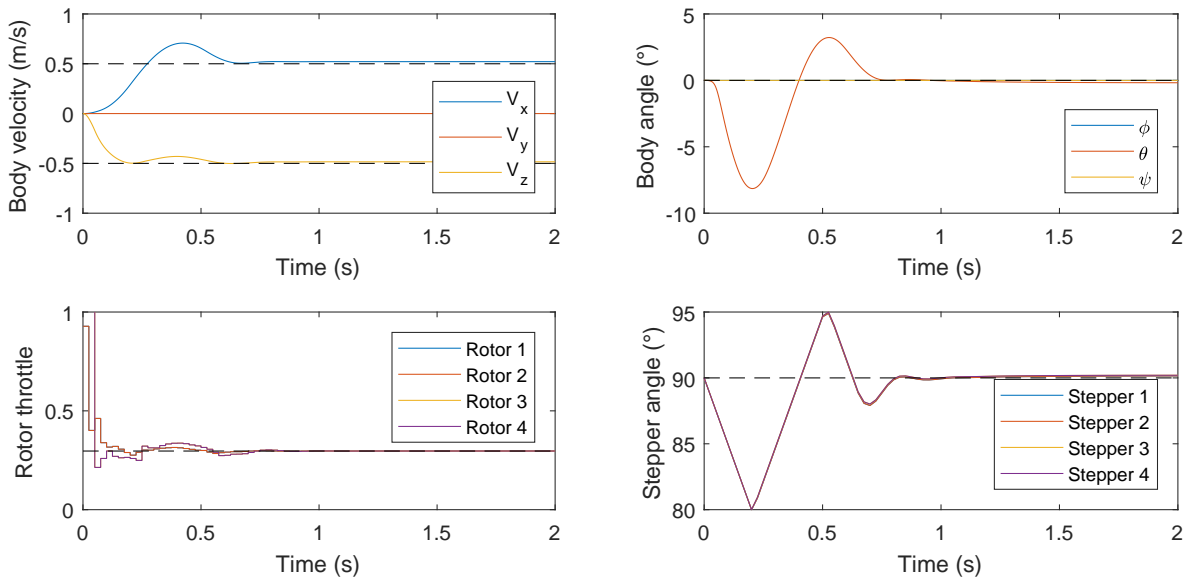 Body velocity (m/s)
1
0.5
0
-0.5
-1
V_x
V_y
V_z
0 0.5 1 1.5 2
Time (s)
Body angle (°)
5
0
-5
-10
ϕ
θ
ψ
0 0.5 1 1.5 2
Time (s)
Rotor throttle
1
0.5
0
Rotor 1
Rotor 2
Rotor 3
Rotor 4
0 0.5 1 1.5 2
Time (s)
Stepper angle (°)
95
90
85
80
Stepper 1
Stepper 2
Stepper 3
Stepper 4
0 0.5 1 1.5 2
Time (s)